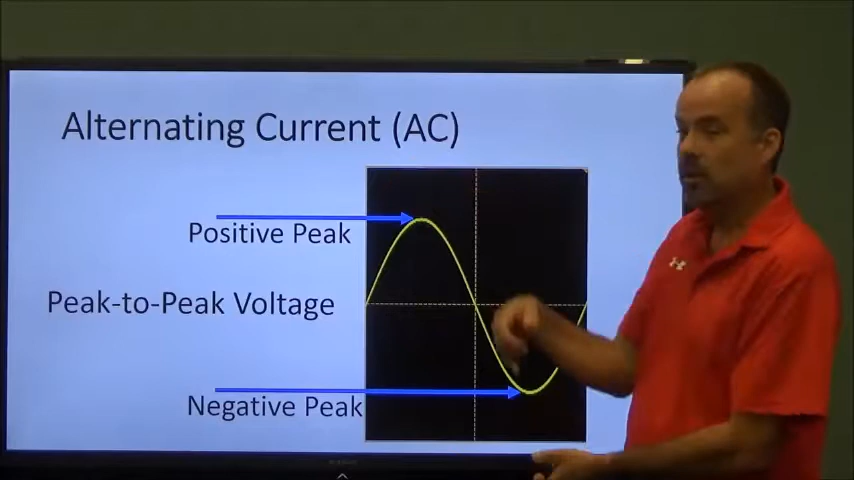 Alternating Current (AC)
Positive Peak
Peak-to-Peak Voltage
Negative Peak